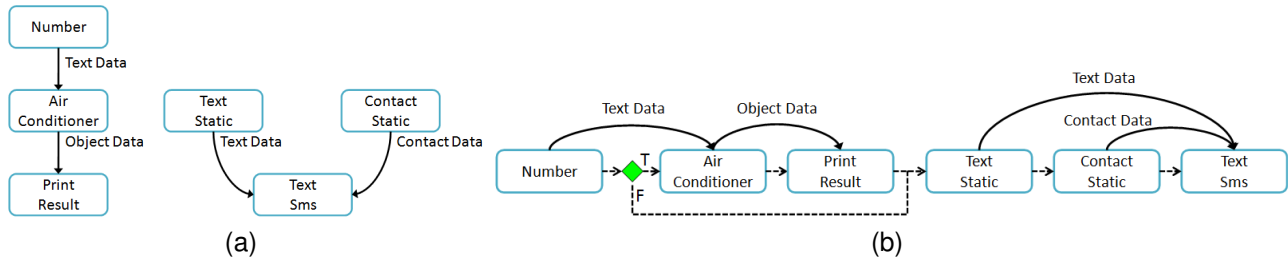 Number
Text Data
Air
Conditioner
Object Data
Print
Result
Text
Static
Text Data
Contact
Static
Contact Data
Text
Sms
(a)
Text Data
Object Data
Text Data
Contact Data
Number
T
F
Air
Conditioner
Print
Result
Text
Static
Contact
Static
Text
Sms
(b)